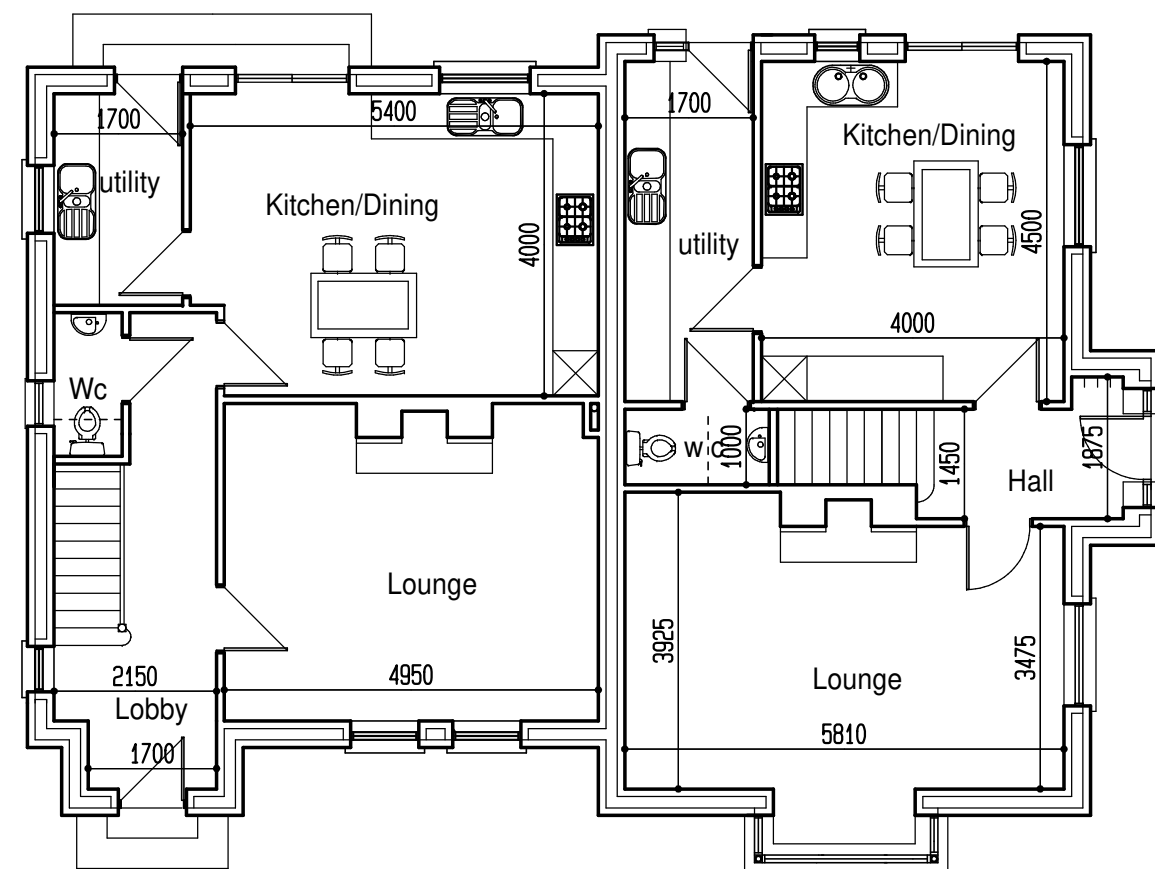 1700
5400
utility
Kitchen/Dining
4000
Wc
Lounge
2150
4950
Lobby
1700
1700
Kitchen/Dining
utility
4500
4000
w c
1000
1450
Hall
1875
3925
Lounge
3475
5810